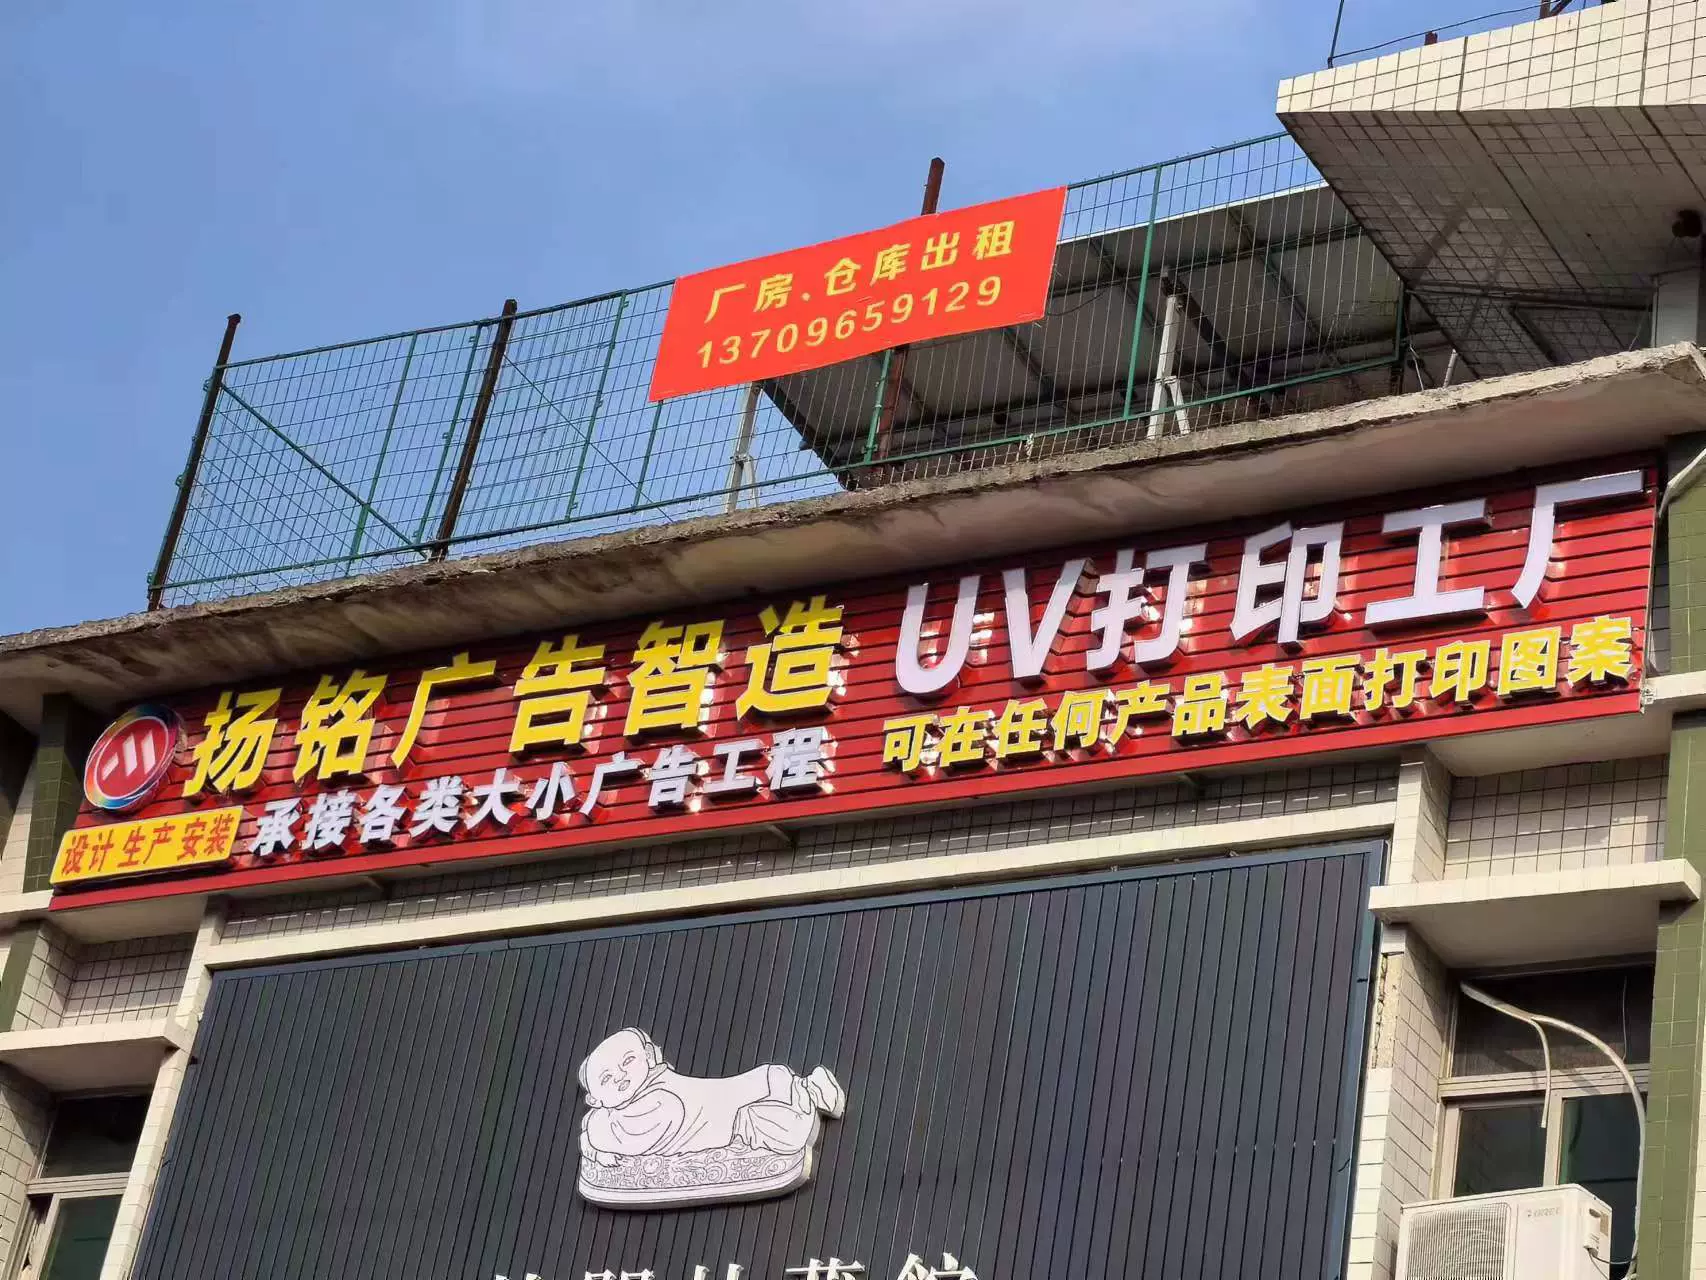 厂房、仓库出租
13709659129
扬铭广告智造
UV打印工厂
设计生产安装
承接各类大小广告工程
可在任何产品表面打印图案